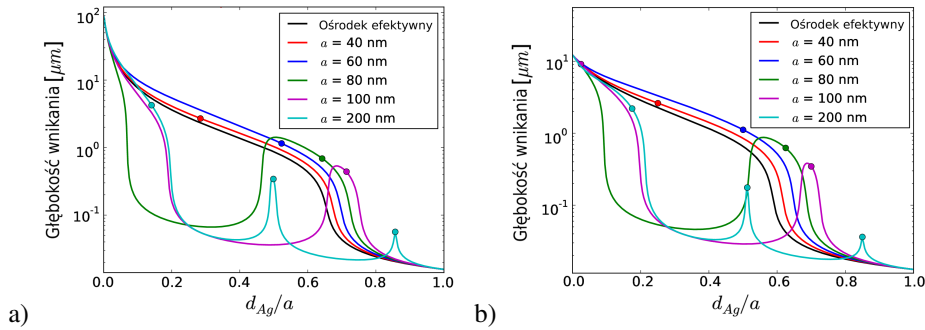 Głębokość wnikania [μm]
10²
10¹
10⁰
10⁻¹
Ośrodek efektywny
a = 40 nm
a = 60 nm
a = 80 nm
a = 100 nm
a = 200 nm
0.0 0.2 0.4 0.6 0.8 1.0
d_Ag/a
a)
Głębokość wnikania [μm]
10²
10¹
10⁰
10⁻¹
Ośrodek efektywny
a = 40 nm
a = 60 nm
a = 80 nm
a = 100 nm
a = 200 nm
0.0 0.2 0.4 0.6 0.8 1.0
d_Ag/a
b)